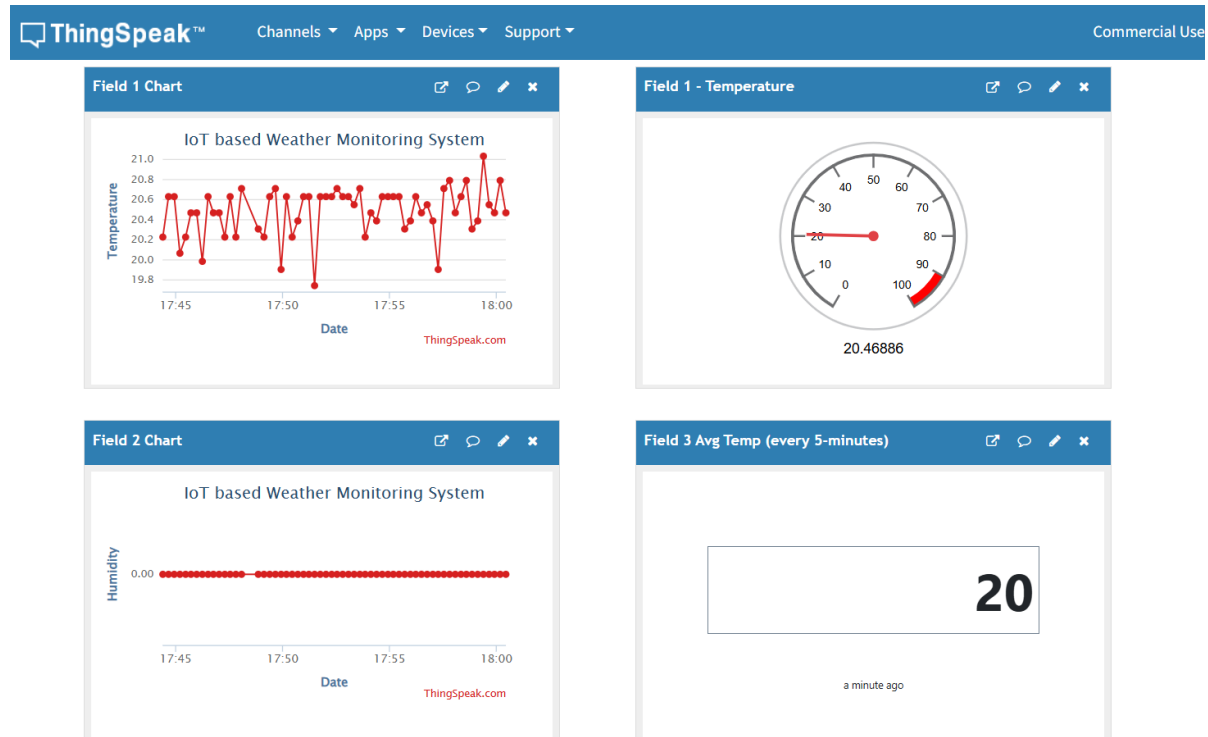 ThingSpeak™ Channels Apps Devices Support Commercial Use
Field 1 Chart
IoT based Weather Monitoring System
21.0
20.8
20.6
20.4
20.2
20.0
19.8
Temperature
17:45 17:50 17:55 18:00
Date
ThingSpeak.com
Field 1 - Temperature
50
40 60
30 70
20 80
10 90
0 100
20.46886
Field 2 Chart
IoT based Weather Monitoring System
Humidity
0.00
17:45 17:50 17:55 18:00
Date
ThingSpeak.com
Field 3 Avg Temp (every 5-minutes)
20
a minute ago